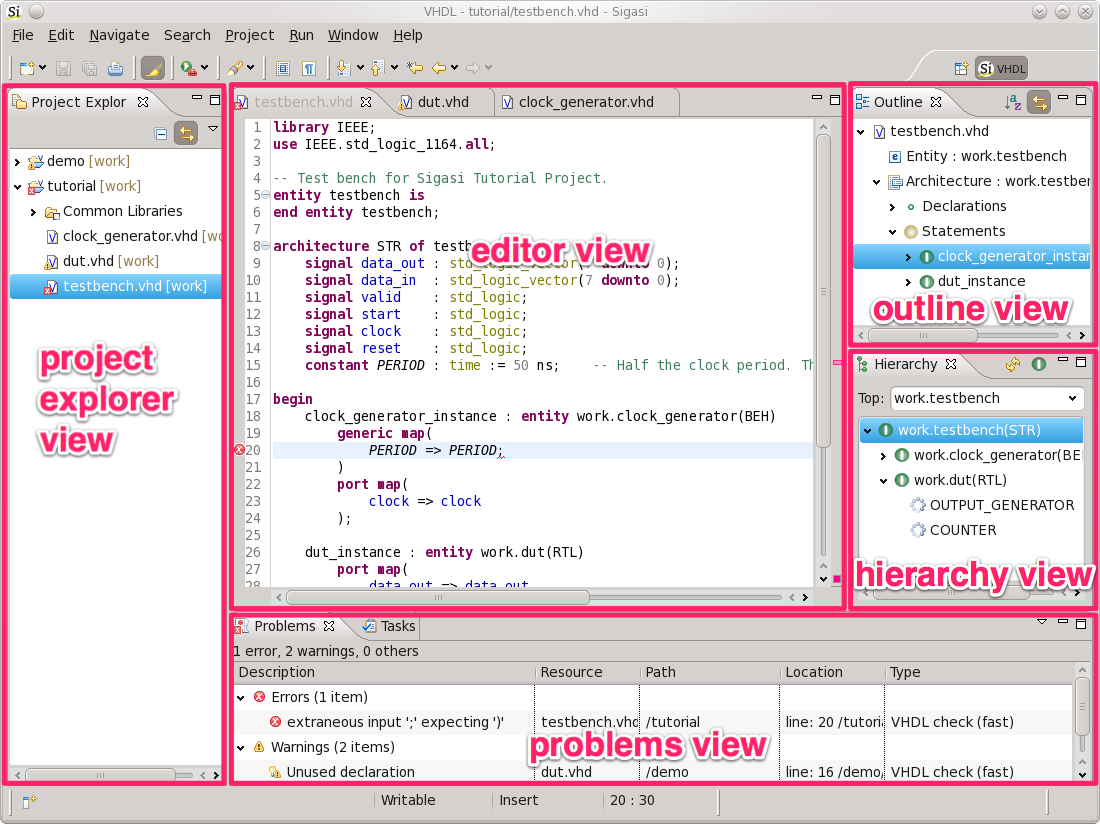 Si VHDL - tutorial/testbench.vhd - Sigasi
File Edit Navigate Search Project Run Window Help
Si VHDL
Project Explor
demo [work]
tutorial [work]
Common Libraries
clock_generator.vhd [wo
dut.vhd [work]
testbench.vhd [work]
project
explorer
view
testbench.vhd dut.vhd clock_generator.vhd
1 library IEEE;
2 use IEEE.std_logic_1164.all;
3
4 -- Test bench for Sigasi Tutorial Project.
5 entity testbench is
6 end entity testbench;
7
8 architecture STR of testb
editor view
9 signal data_out : std_logic_vector(7 downto 0);
10 signal data_in : std_logic_vector(7 downto 0);
11 signal valid : std_logic;
12 signal start : std_logic;
13 signal clock : std_logic;
14 signal reset : std_logic;
15 constant PERIOD : time := 50 ns; -- Half the clock period. Th
16
17 begin
18 clock_generator_instance : entity work.clock_generator(BEH)
19 generic map(
20 PERIOD => PERIOD;
21 )
22 port map(
23 clock => clock
24 );
25
26 dut_instance : entity work.dut(RTL)
27 port map(
28 data_out => data_out
Outline
testbench.vhd
Entity : work.testbench
Architecture : work.testber
Declarations
Statements
clock_generator_instar
dut_instance
outline view
Hierarchy
Top: work.testbench
work.testbench(STR)
work.clock_generator(BE
work.dut(RTL)
OUTPUT_GENERATOR
COUNTER
hierarchy view
Problems Tasks
1 error, 2 warnings, 0 others
Description Resource Path Location Type
Errors (1 item)
extraneous input ';' expecting ')' testbench.vhd /tutorial line: 20 /tutoria VHDL check (fast)
Warnings (2 items)
problems view
Unused declaration dut.vhd /demo line: 16 /demo/ VHDL check (fast)
Writable Insert 20 : 30